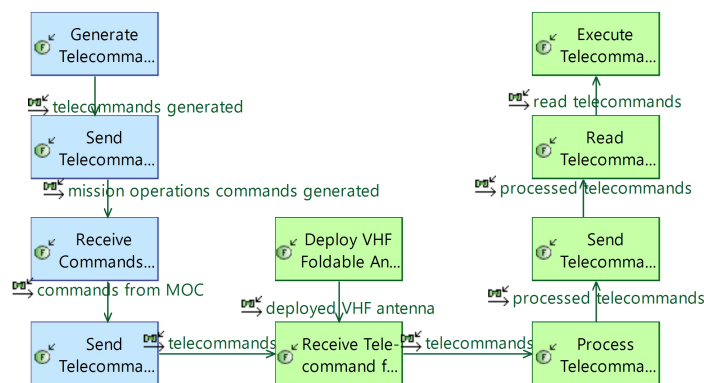 Generate
Telecomma...
telecommands generated
Send
Telecomma...
mission operations commands generated
Receive
Commands...
commands from MOC
Send
Telecomma...
telecommands
Deploy VHF
Foldable An...
deployed VHF antenna
Receive Tele-
command f...
telecommands
Process
Telecomma...
processed telecommands
Send
Telecomma...
processed telecommands
Read
Telecomma...
read telecommands
Execute
Telecomma...